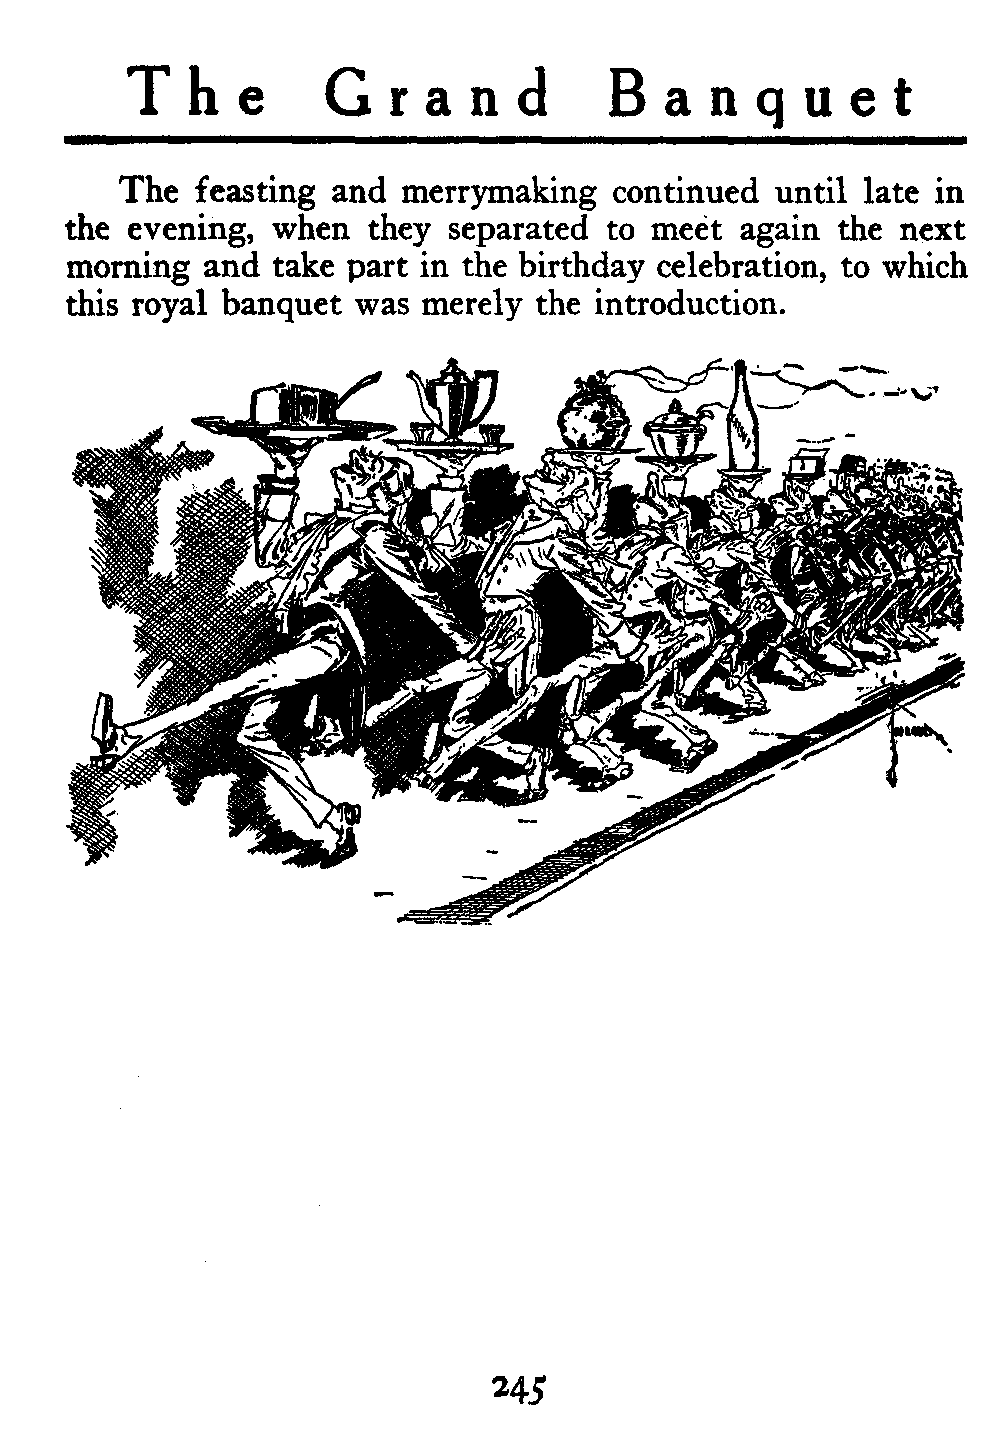 The Grand Banquet
The feasting and merrymaking continued until late in
the evening, when they separated to meet again the next
morning and take part in the birthday celebration, to which
this royal banquet was merely the introduction.
245